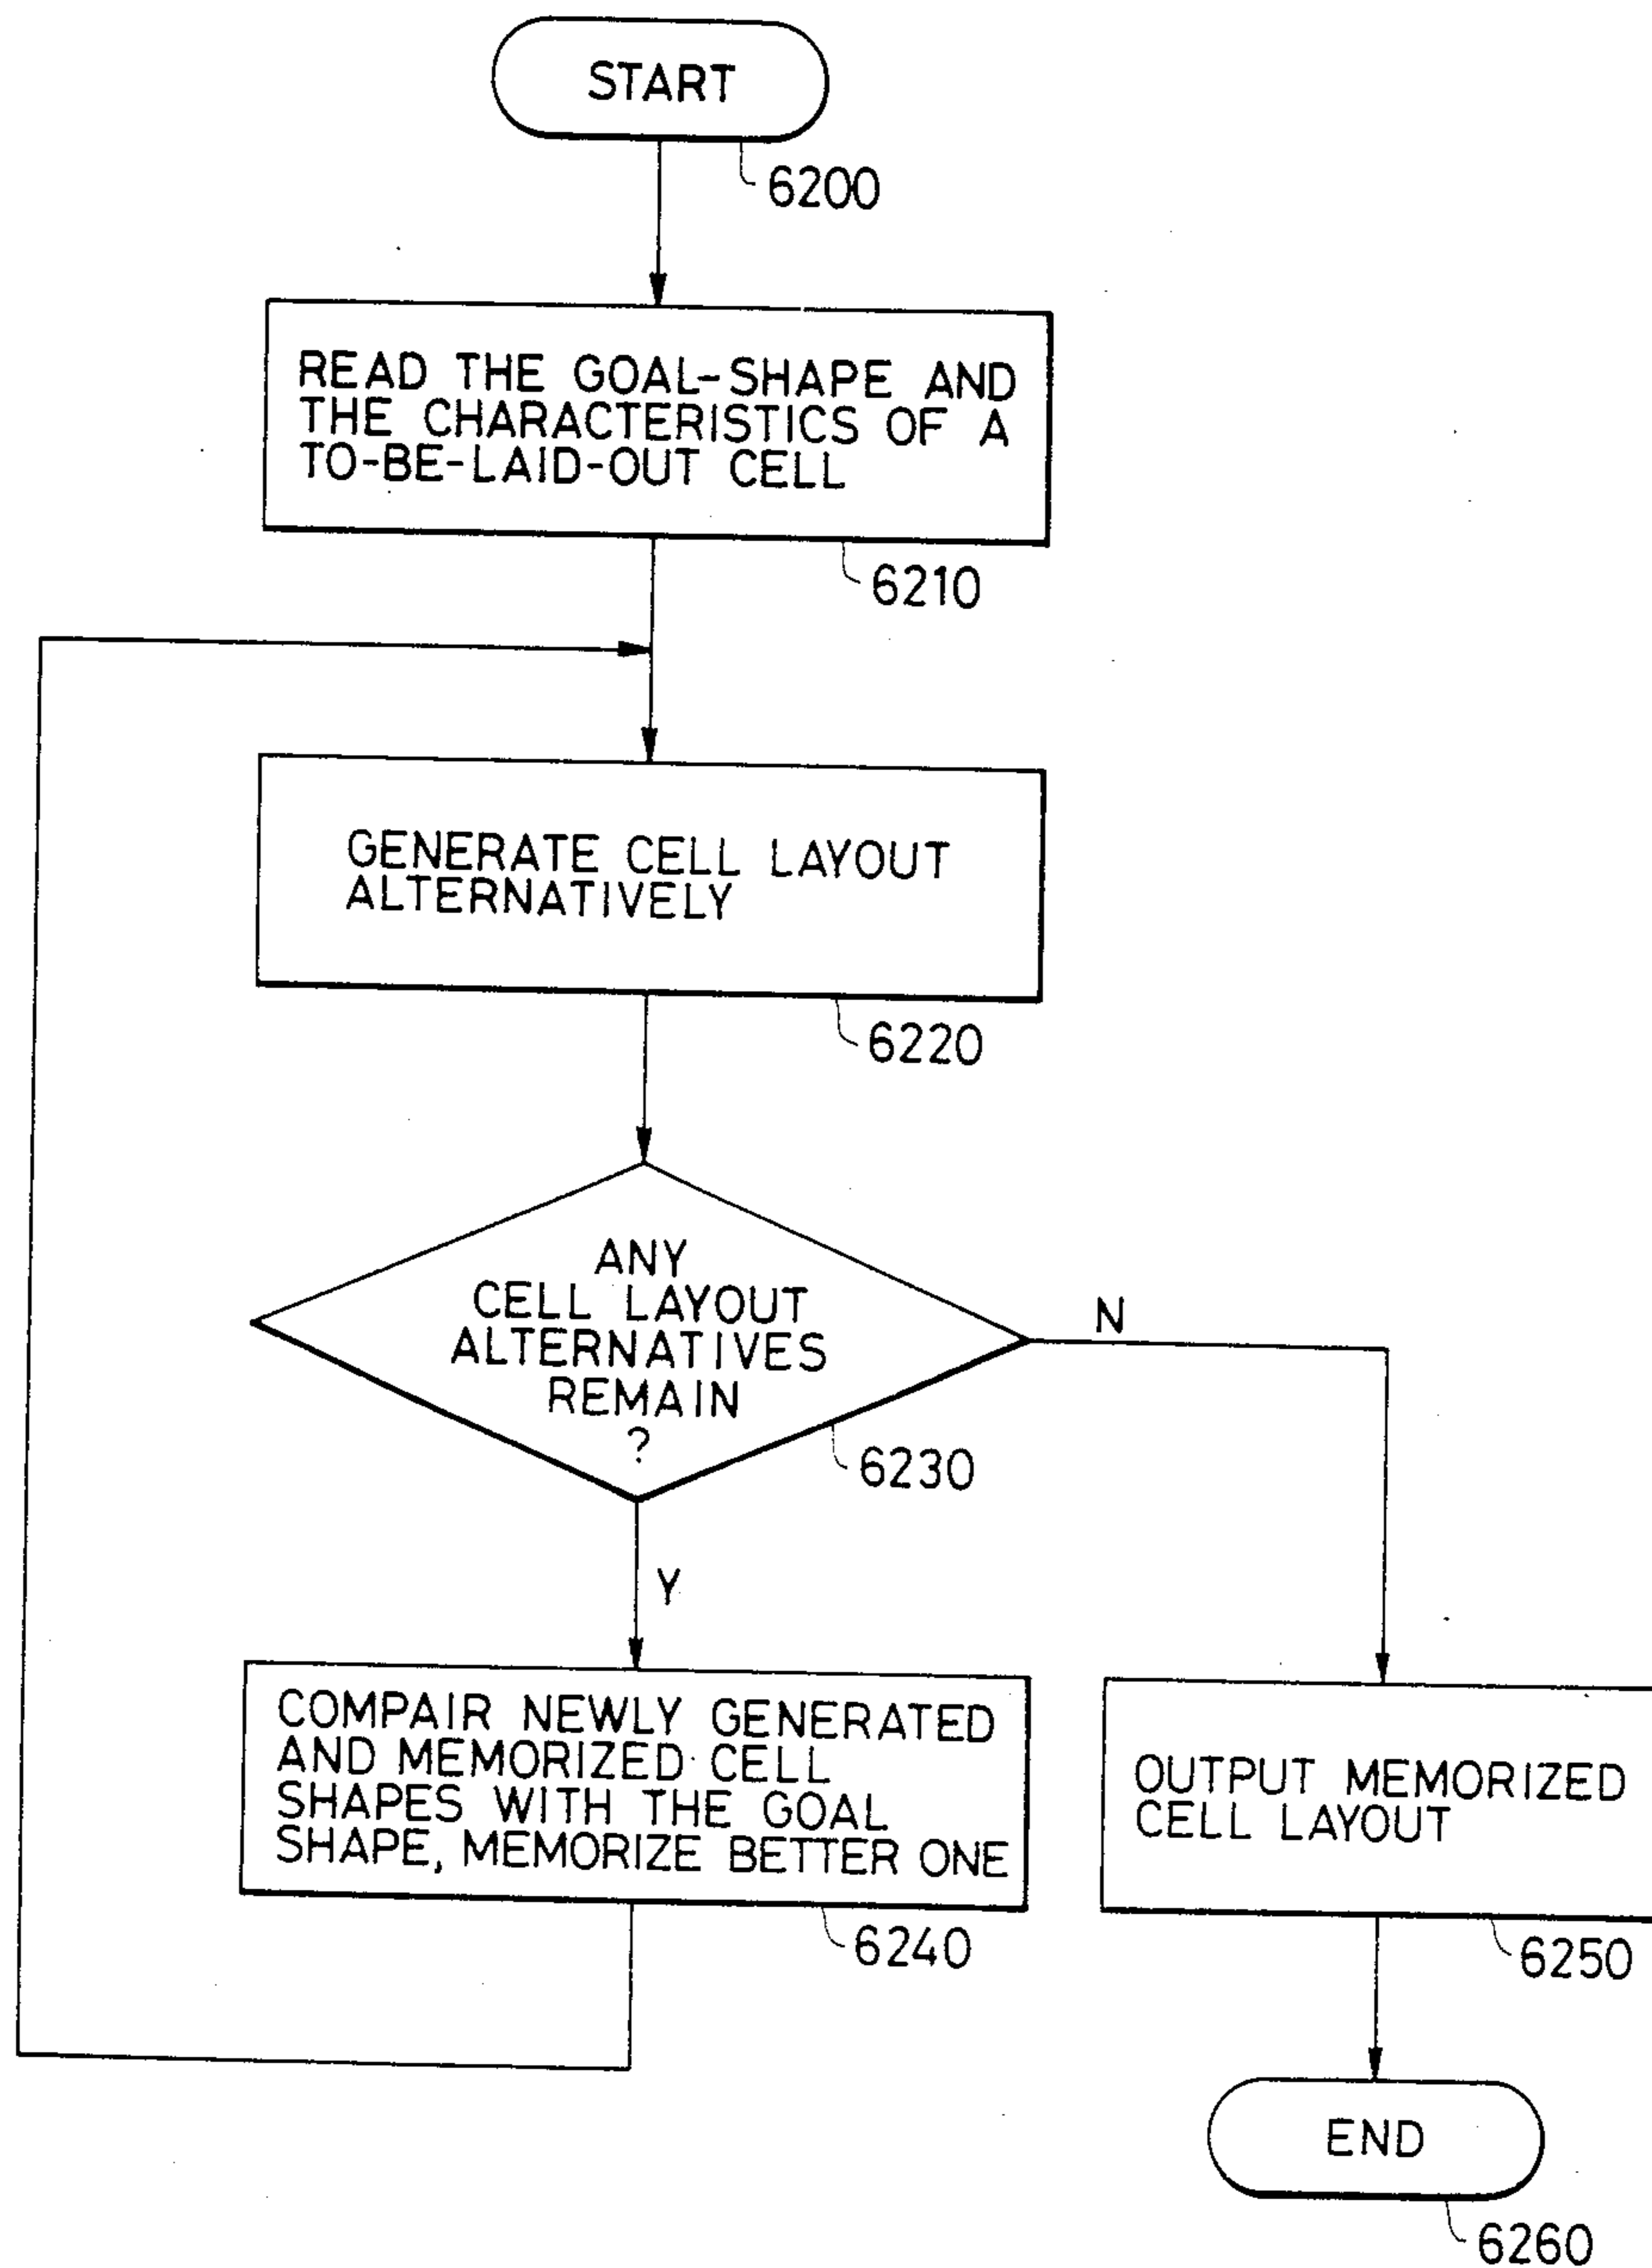 START
6200
READ THE GOAL-SHAPE AND
THE CHARACTERISTICS OF A
TO-BE-LAID-OUT CELL
6210
GENERATE CELL LAYOUT
ALTERNATIVELY
6220
ANY
CELL LAYOUT
ALTERNATIVES
REMAIN
?
N
6230
Y
COMPAIR NEWLY GENERATED
AND MEMORIZED CELL
SHAPES WITH THE GOAL
SHAPE, MEMORIZE BETTER ONE
6240
OUTPUT MEMORIZED
CELL LAYOUT
6250
END
6260